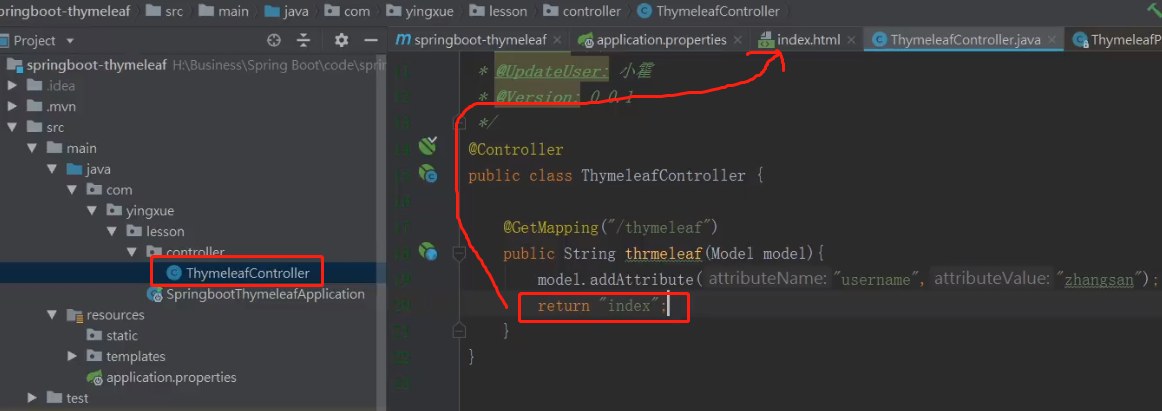 pringboot-thymeleaf src main java com yingxue lesson controller ThymeleafController
Project
springboot-thymeleaf H:\Business\Spring Boot\code\sprin
.idea
.mvn
src
main
java
com
yingxue
lesson
controller
ThymeleafController
SpringbootThymeleafApplication
resources
static
templates
application.properties
test
springboot-thymeleaf application.properties index.html ThymeleafController.java ThymeleafP
* @UpdateUser: 小霍
* @Version: 0.0.1
*/
@Controller
public class ThymeleafController {
@GetMapping("/thymeleaf")
public String thrmeleaf(Model model){
model.addAttribute( attributeName: "username", attributeValue: "zhangsan");
return "index";
}
}